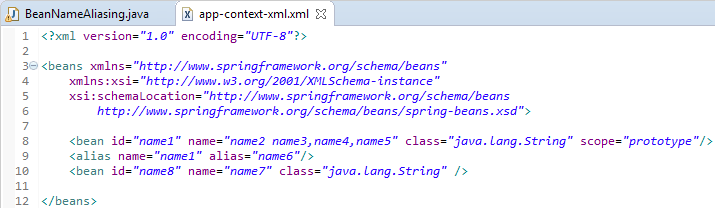 BeanNameAliasing.java app-context-xml.xml
1 <?xml version="1.0" encoding="UTF-8"?>
2
3 <beans xmlns="http://www.springframework.org/schema/beans"
4 xmlns:xsi="http://www.w3.org/2001/XMLSchema-instance"
5 xsi:schemaLocation="http://www.springframework.org/schema/beans
6 http://www.springframework.org/schema/beans/spring-beans.xsd">
7
8 <bean id="name1" name="name2 name3,name4,name5" class="java.lang.String" scope="prototype"/>
9 <alias name="name1" alias="name6"/>
10 <bean id="name8" name="name7" class="java.lang.String" />
11
12 </beans>